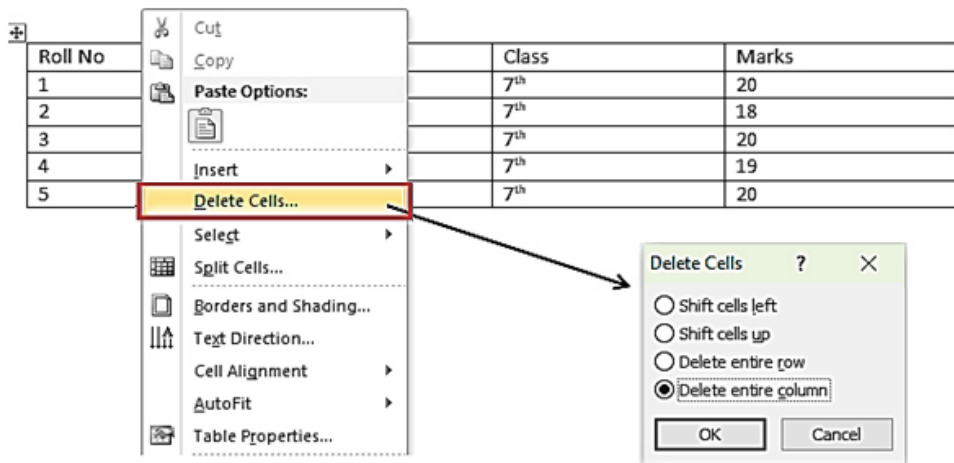 Roll No Class Marks
1 7th 20
2 7th 18
3 7th 20
4 7th 19
5 7th 20
Cut
Copy
Paste Options:
Insert
Delete Cells...
Select
Split Cells...
Borders and Shading...
Text Direction...
Cell Alignment
AutoFit
Table Properties...
Delete Cells ?
Shift cells left
Shift cells up
Delete entire row
Delete entire column
OK Cancel